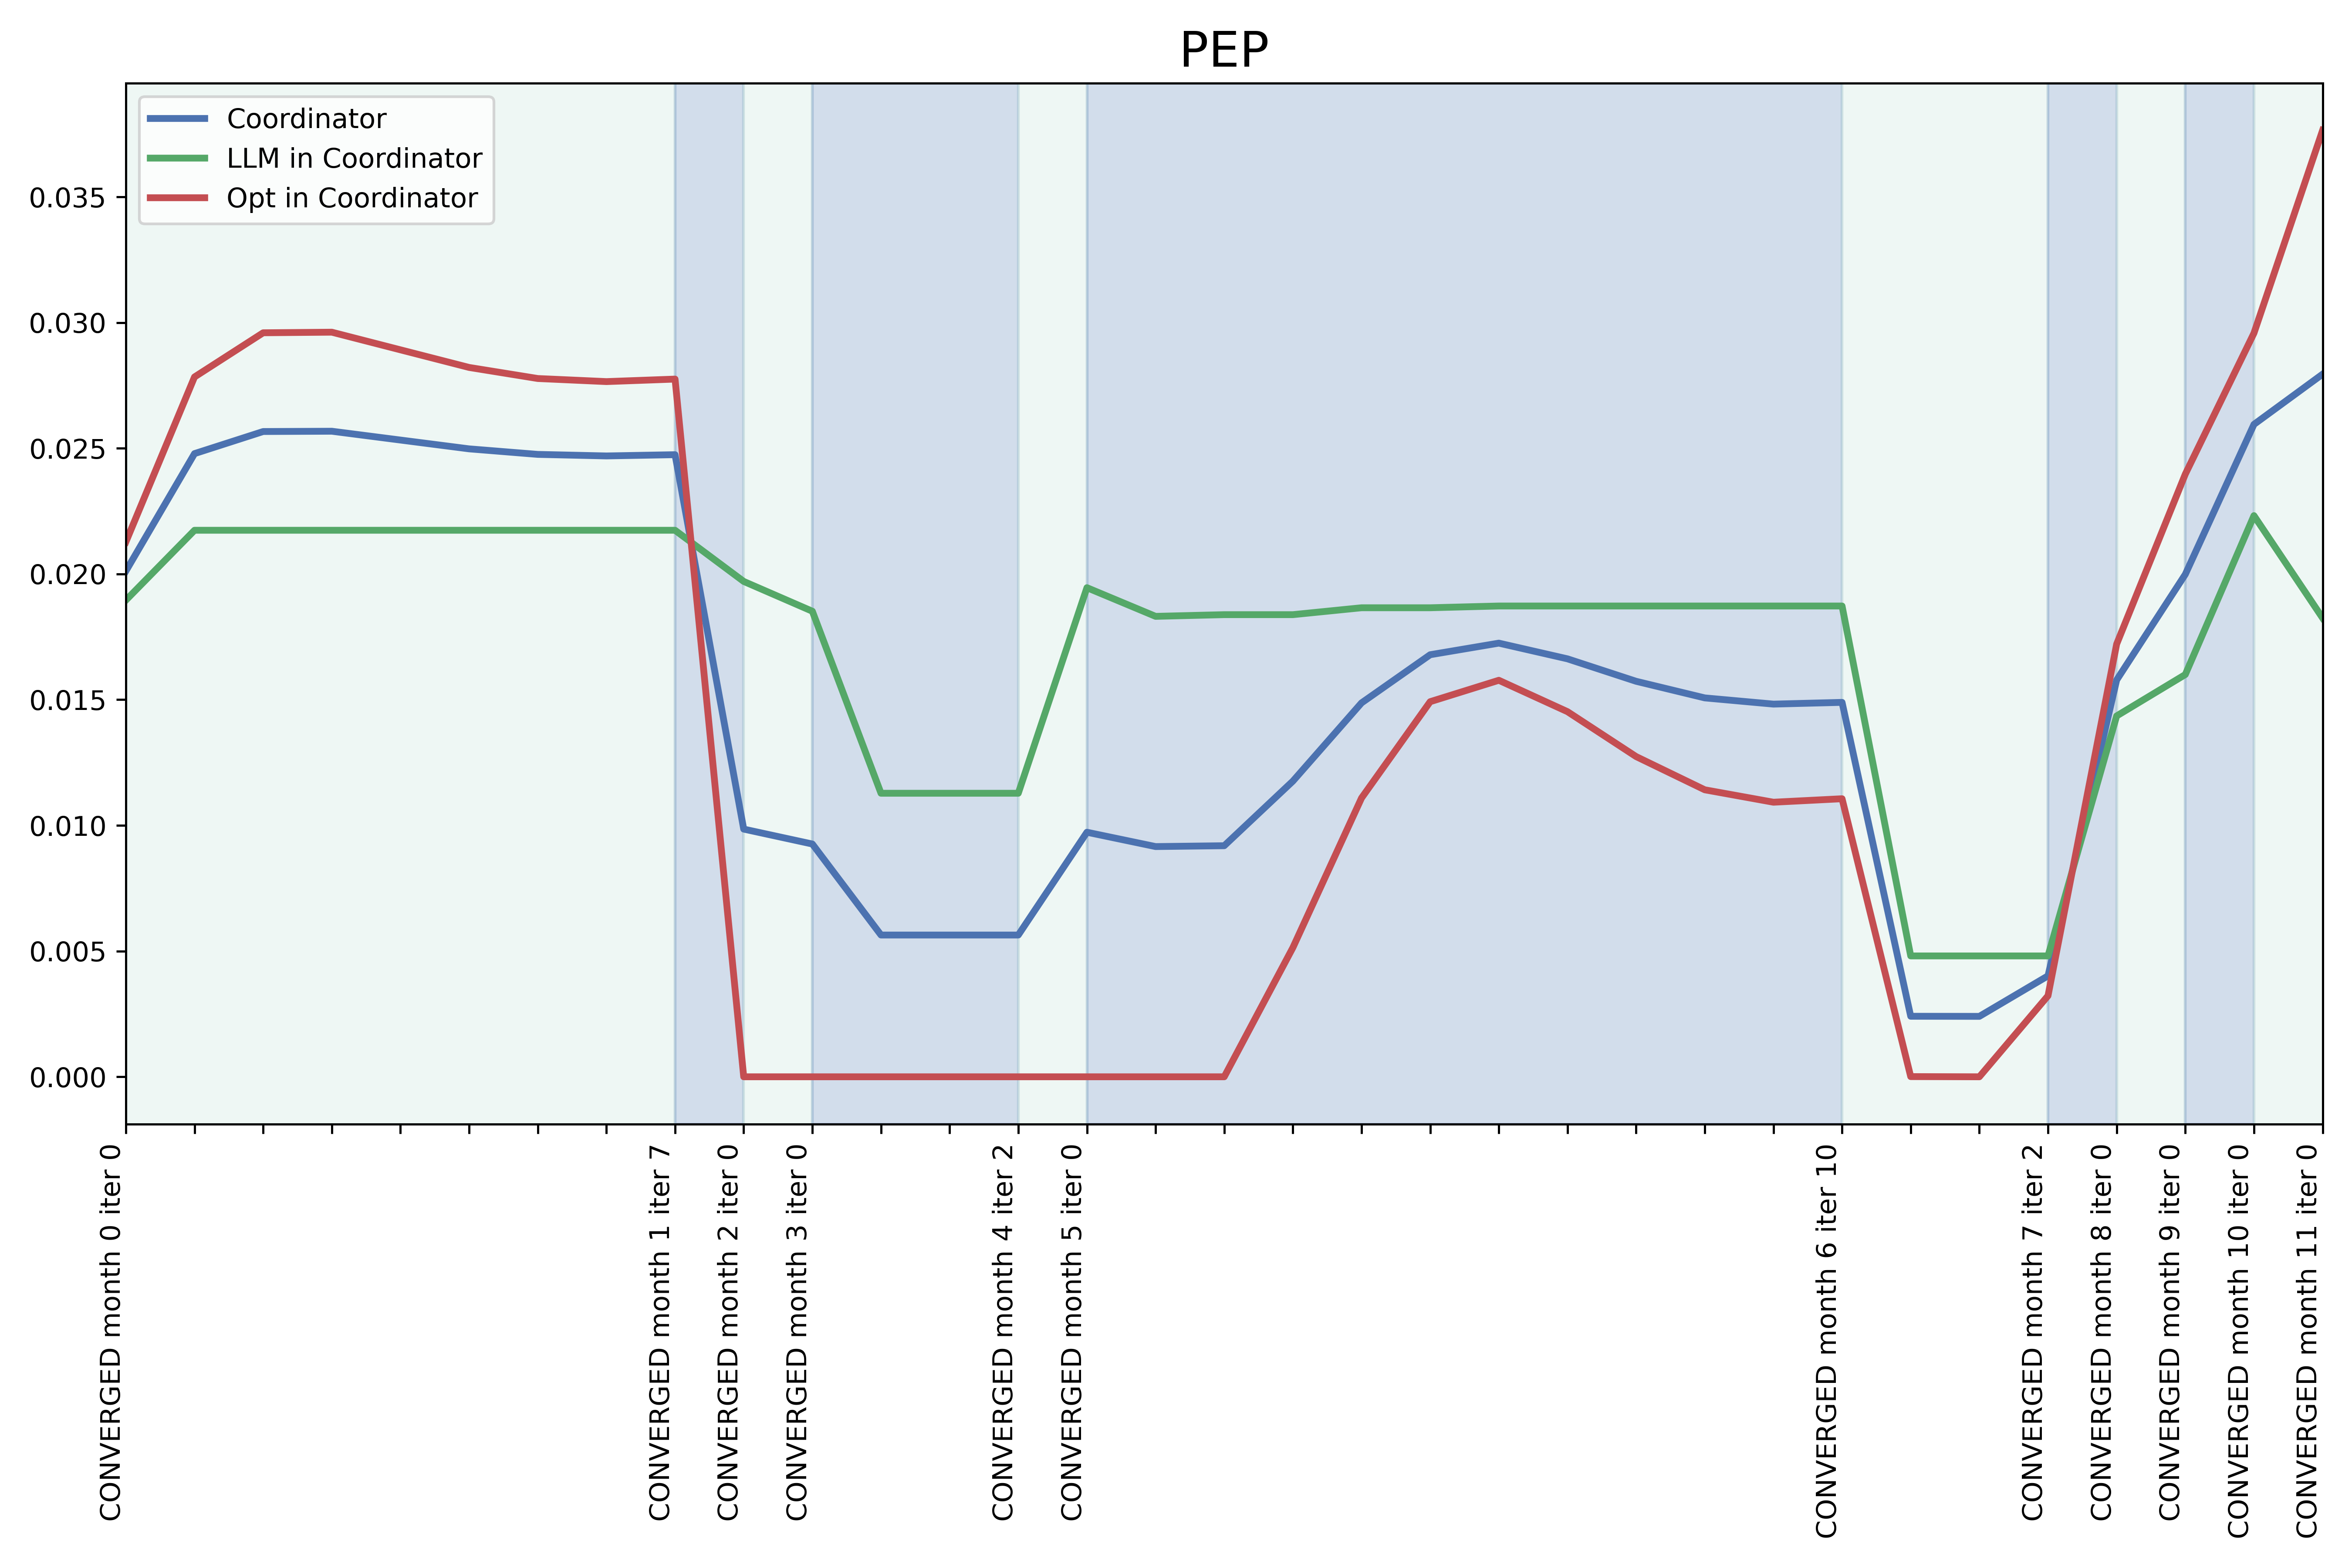 PEP
Coordinator
LLM in Coordinator
Opt in Coordinator
0.035
0.030
0.025
0.020
0.015
0.010
0.005
0.000
CONVERGED month 0 iter 0
CONVERGED month 1 iter 7
CONVERGED month 2 iter 0
CONVERGED month 3 iter 0
CONVERGED month 4 iter 2
CONVERGED month 5 iter 0
CONVERGED month 6 iter 10
CONVERGED month 7 iter 2
CONVERGED month 8 iter 0
CONVERGED month 9 iter 0
CONVERGED month 10 iter 0
CONVERGED month 11 iter 0